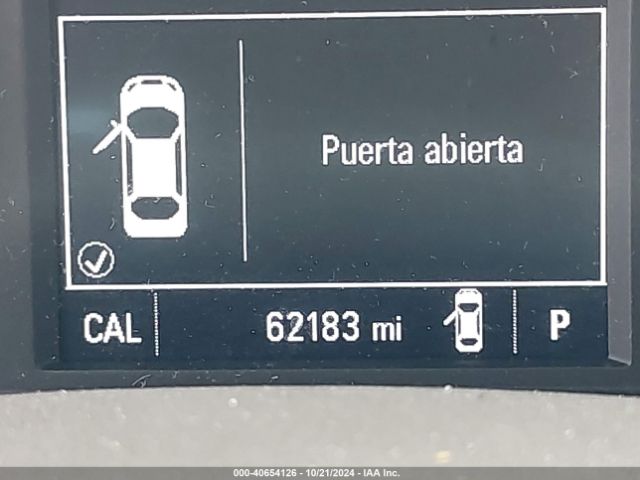 Puerta abierta
CAL 62183 mi P
000-40654126 - 10/21/2024 - IAA Inc.